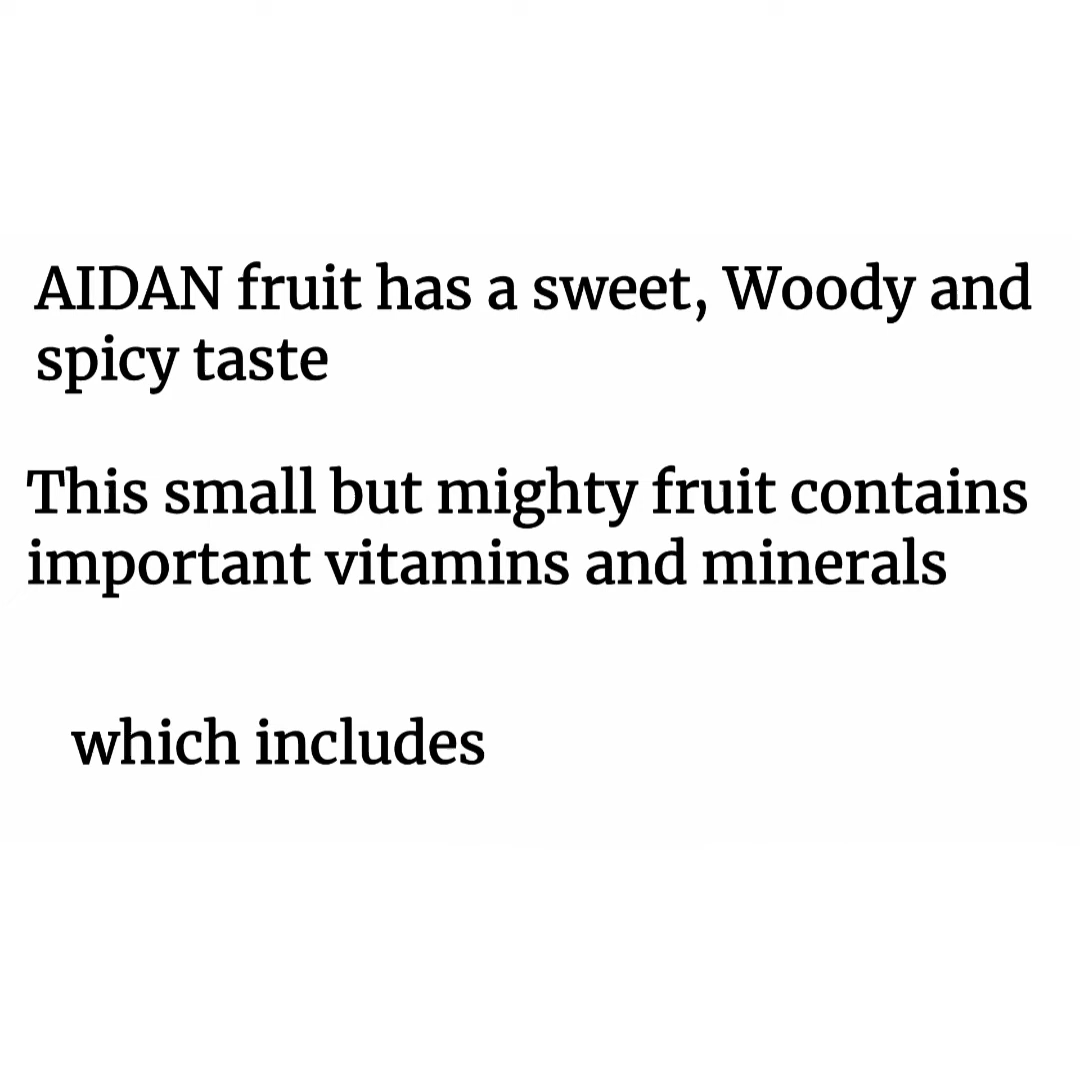 AIDAN fruit has a sweet, Woody and
spicy taste
This small but mighty fruit contains
important vitamins and minerals
which includes